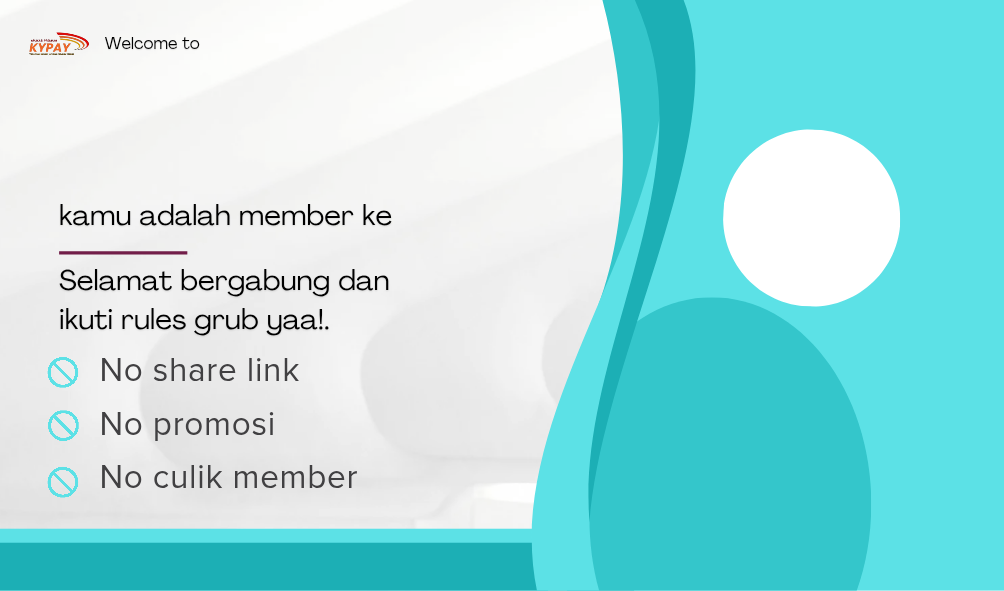 KYPAY
Welcome to
kamu adalah member ke
Selamat bergabung dan
ikuti rules grub yaa!.
No share link
No promosi
No culik member